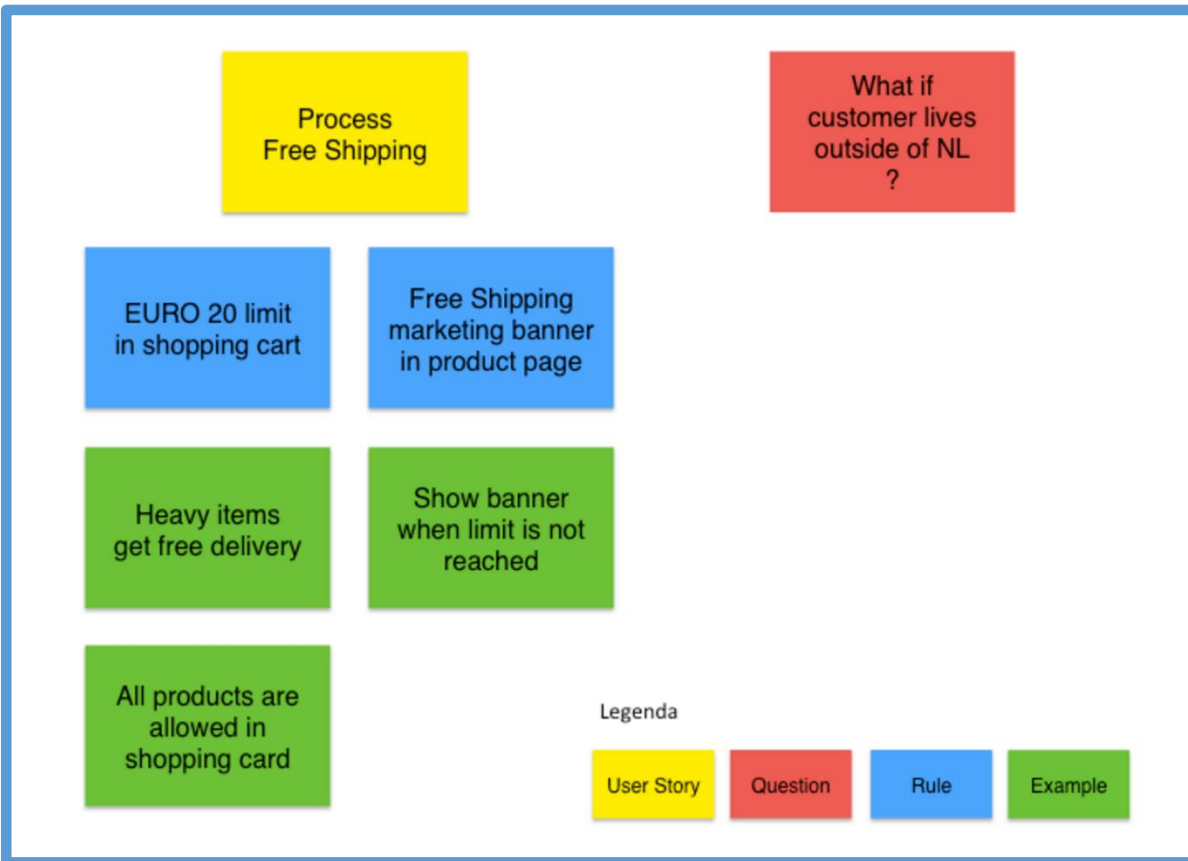 Process
Free Shipping
What if
customer lives
outside of NL
?
EURO 20 limit
in shopping cart
Free Shipping
marketing banner
in product page
Heavy items
get free delivery
Show banner
when limit is not
reached
All products are
allowed in
shopping card
Legenda
User Story
Question
Rule
Example